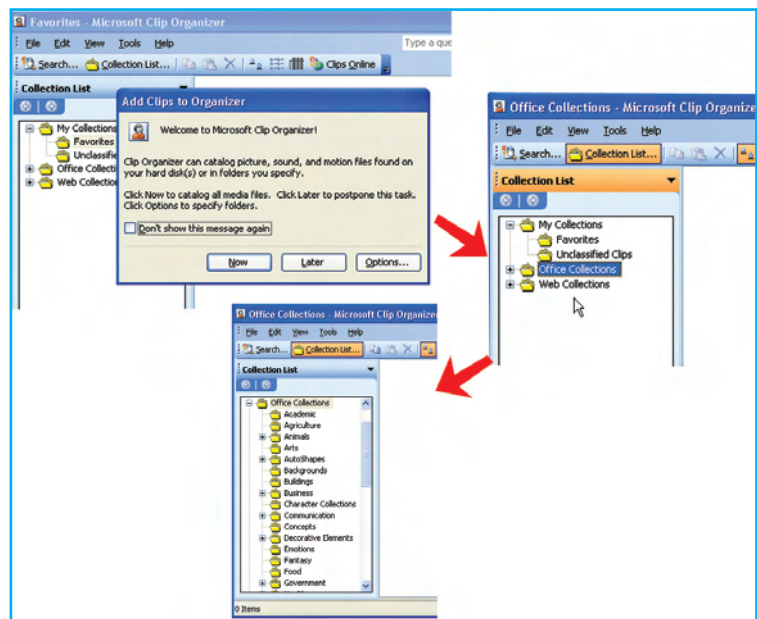 Favorites - Microsoft Clip Organizer
File Edit View Tools Help
Type a que
Search... Collection List... Clips Online
Collection List
My Collections
Favorites
Unclassifie
Office Collecti
Web Collection
Add Clips to Organizer
Welcome to Microsoft Clip Organizer!
Clip Organizer can catalog picture, sound, and motion files found on
your hard disk(s) or in folders you specify.
Click Now to catalog all media files. Click Later to postpone this task.
Click Options to specify folders.
Don't show this message again
Now Later Options...
Office Collections - Microsoft Clip Organize
File Edit View Tools Help
Search... Collection List...
Collection List
My Collections
Favorites
Unclassified Clips
Office Collections
Web Collections
Office Collections - Microsoft Clip Organizer
File Edit View Tools Help
Search... Collection List...
Collection List
Office Collections
Academic
Agriculture
Animals
Arts
AutoShapes
Backgrounds
Buildings
Business
Character Collections
Communication
Concepts
Decorative Elements
Emotions
Fantasy
Food
Government
0 Items